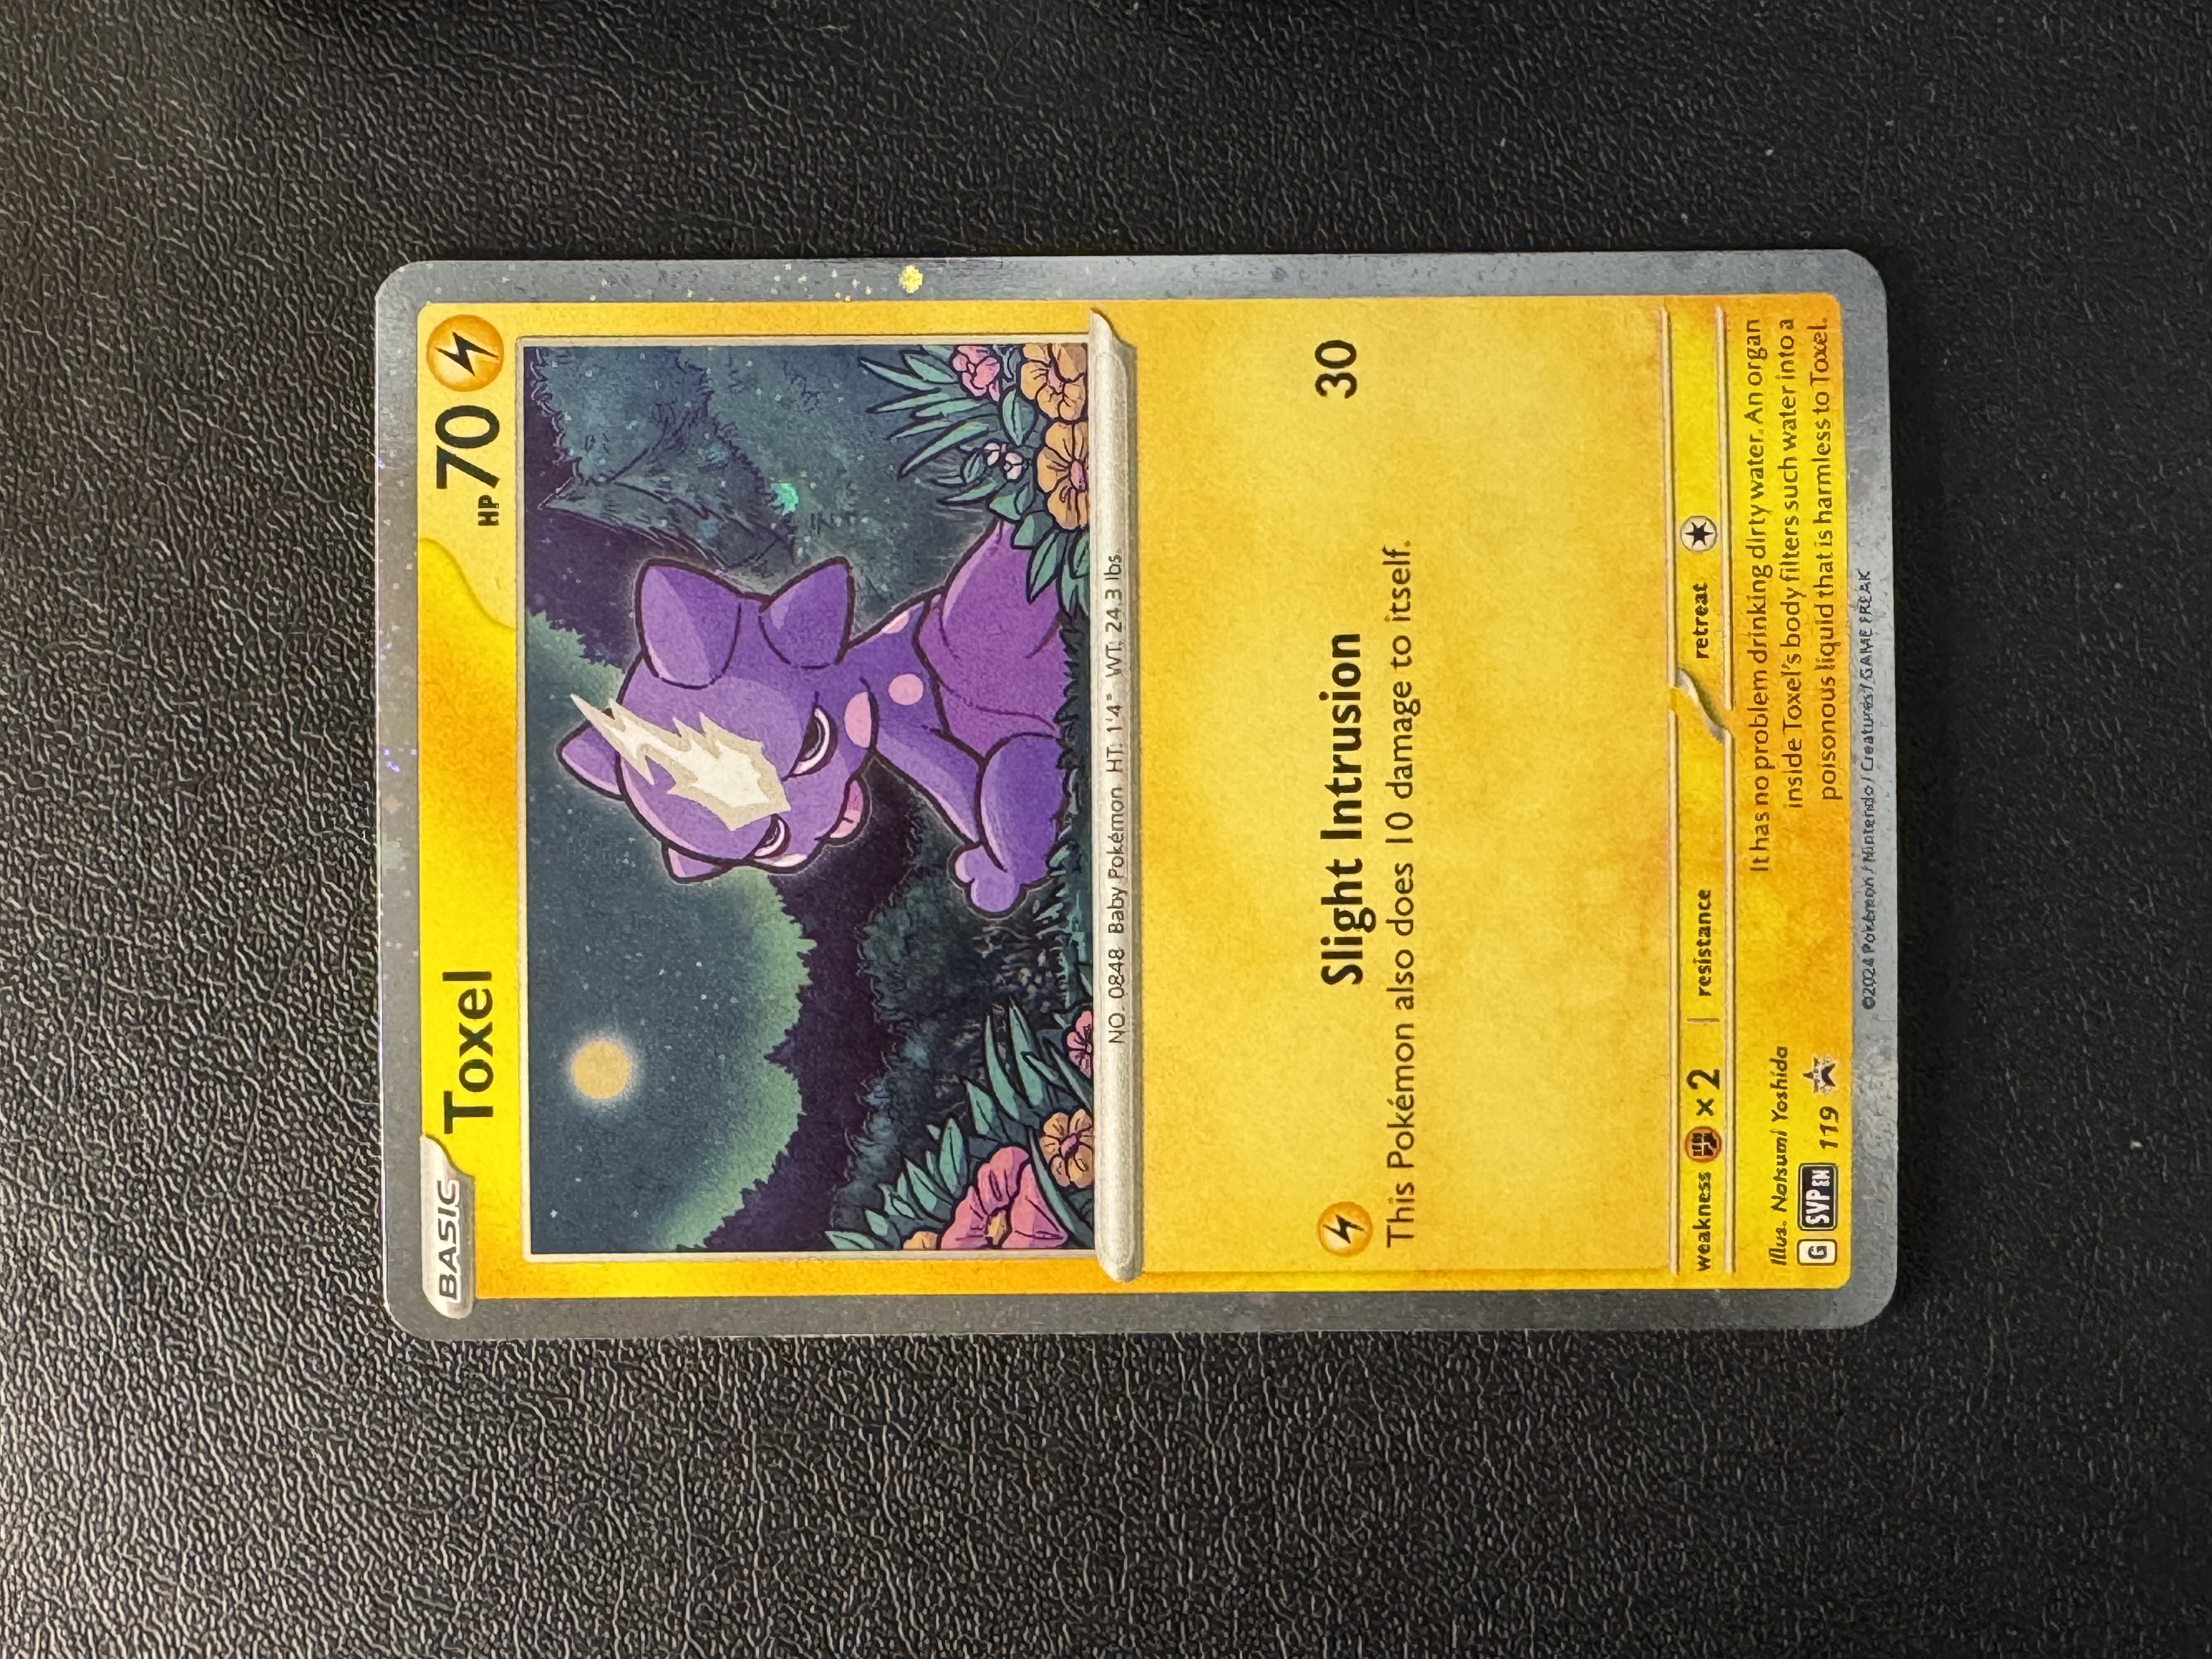 BASIC
Toxel
HP 70
NO. 0848 Baby Pokémon HT: 1'4" WT: 24.3 lbs.
Slight Intrusion 30
This Pokémon also does 10 damage to itself.
weakness ×2 resistance retreat
Illus. Natsumi Yoshida
It has no problem drinking dirty water. An organ
inside Toxel's body filters such water into a
poisonous liquid that is harmless to Toxel.
G SVP EN 119
©2024 Pokémon / Nintendo / Creatures / GAME FREAK